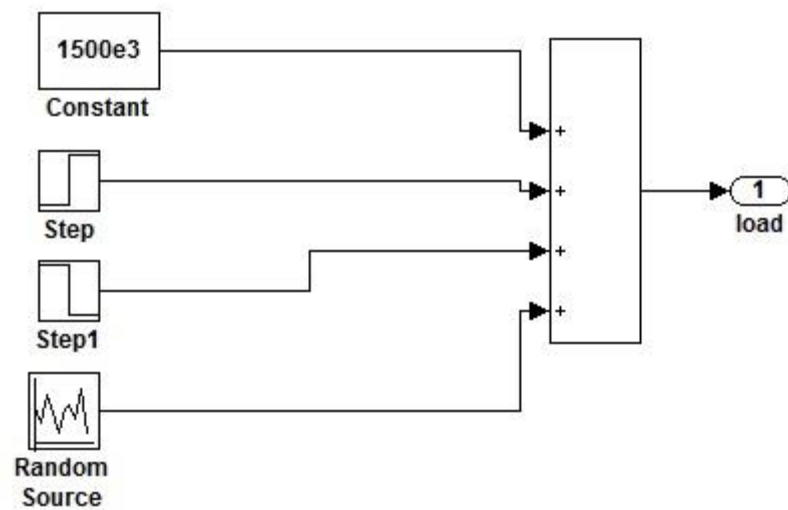 1500e3
Constant
+
Step
+
1
load
+
Step1
+
Random
Source